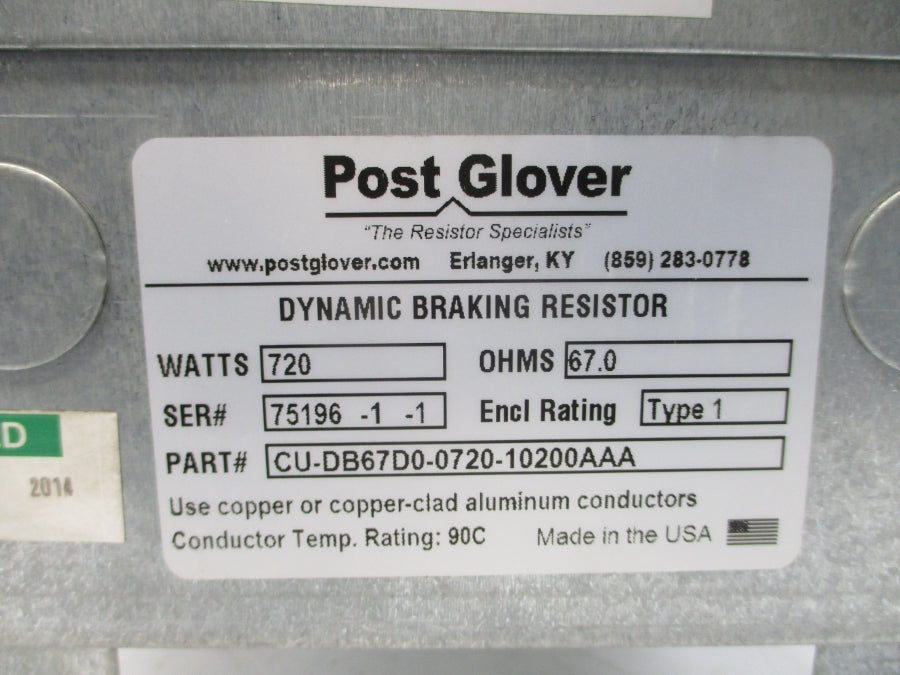 Post Glover
"The Resistor Specialists"
www.postglover.com Erlanger, KY (859) 283-0778
DYNAMIC BRAKING RESISTOR
WATTS 720 OHMS 67.0
SER# 75196 -1 -1 Encl Rating Type 1
PART# CU-DB67D0-0720-10200AAA
Use copper or copper-clad aluminum conductors
Conductor Temp. Rating: 90C Made in the USA
2014